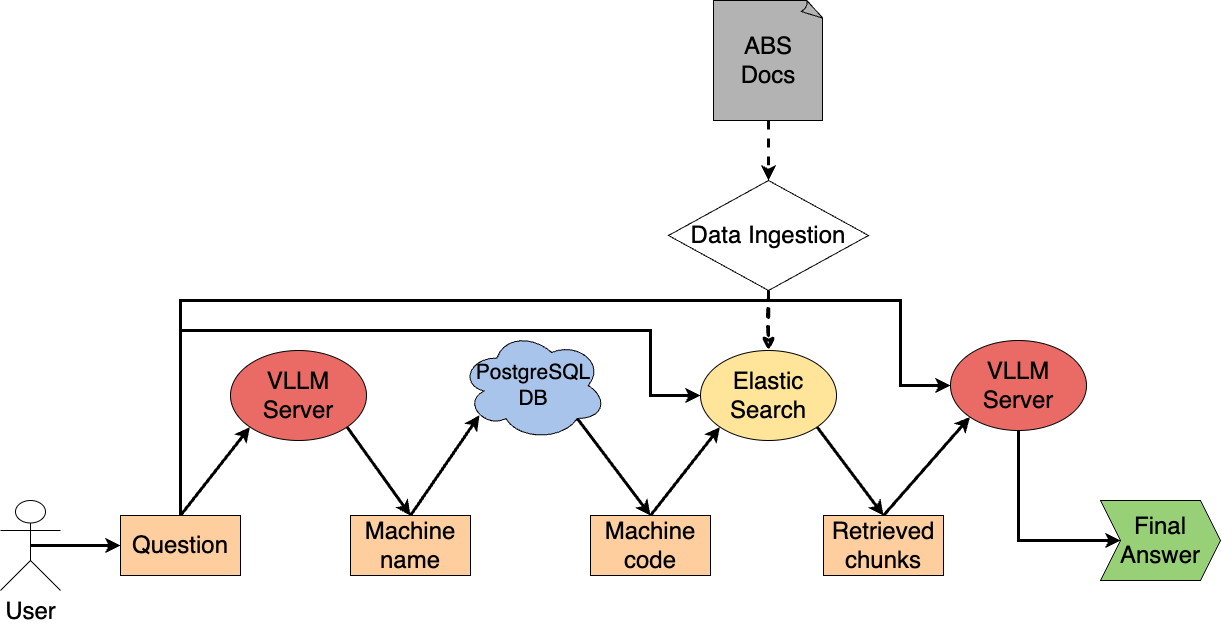 ABS
Docs
Data Ingestion
VLLM
Server
PostgreSQL
DB
Elastic
Search
VLLM
Server
User
Question
Machine
name
Machine
code
Retrieved
chunks
Final
Answer